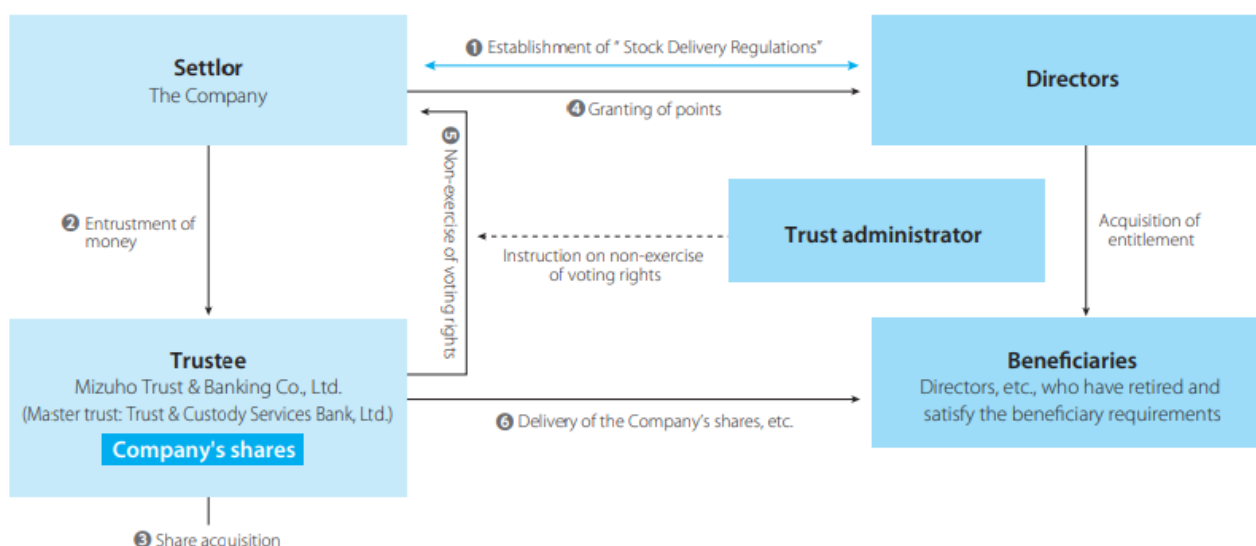 ❶ Establishment of “ Stock Delivery Regulations”
Settlor
The Company
Directors
❹ Granting of points
❺ Non-exercise of voting rights
❷ Entrustment of
money
Trust administrator
Acquisition of
entitlement
Instruction on non-exercise
of voting rights
Trustee
Mizuho Trust & Banking Co., Ltd.
(Master trust: Trust & Custody Services Bank, Ltd.)
Company's shares
Beneficiaries
Directors, etc., who have retired and
satisfy the beneficiary requirements
❻ Delivery of the Company’s shares, etc.
❸ Share acquisition